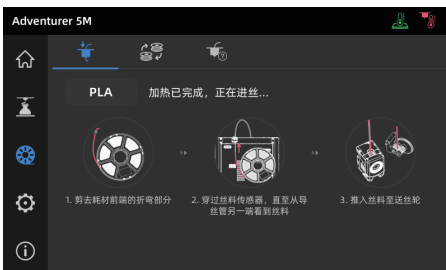 Adventurer 5M
PLA
加热已完成，正在进丝...
1. 剪去耗材前端的折弯部分
2. 穿过丝料传感器，直至从导
丝管另一端看到丝料
3. 推入丝料至送丝轮